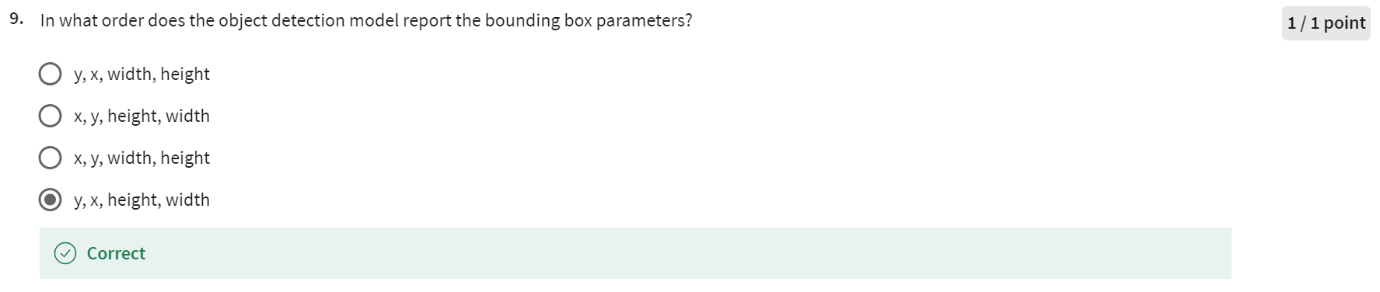 9. In what order does the object detection model report the bounding box parameters?
1 / 1 point
y, x, width, height
x, y, height, width
x, y, width, height
y, x, height, width
Correct